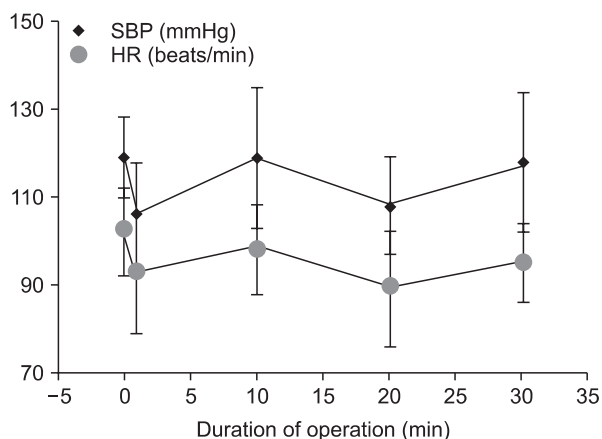 150
SBP (mmHg)
HR (beats/min)
130
110
90
70
−5 0 5 10 15 20 25 30 35
Duration of operation (min)